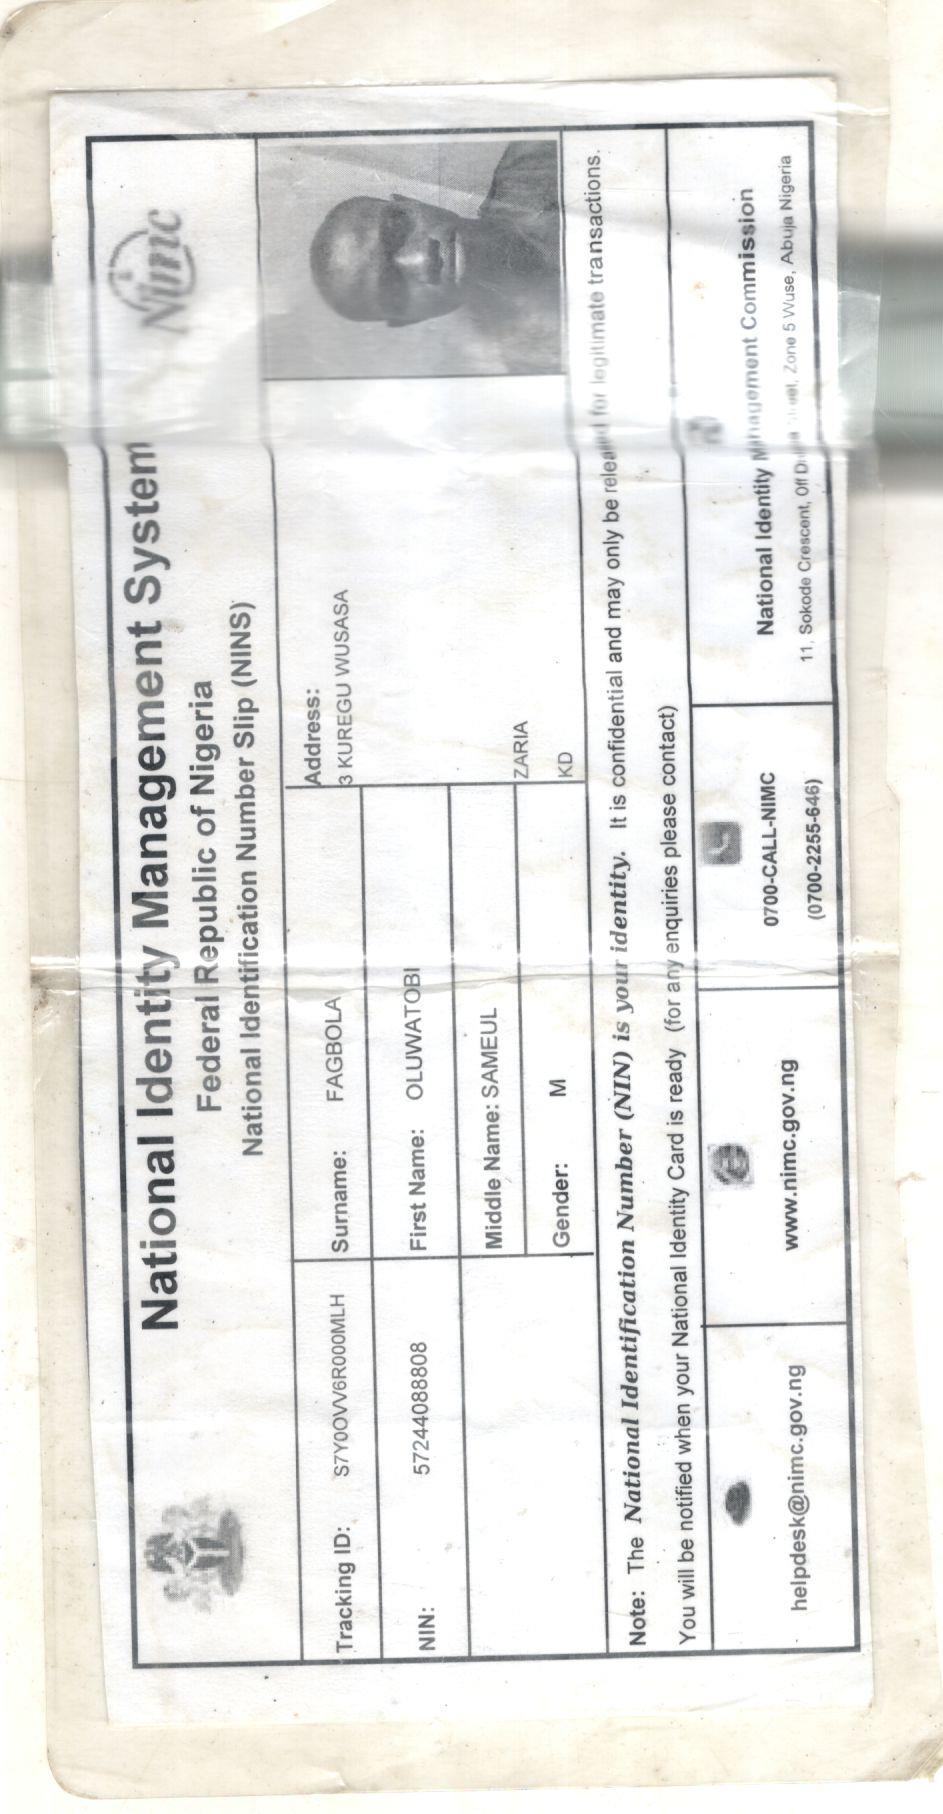 National Identity Management System
Federal Republic of Nigeria
National Identification Number Slip (NINS)
Nimc
Tracking ID: S7Y0OVV6R000MLH
Surname: FAGBOLA
Address:
3 KUREGU WUSASA
NIN: 57244088808
First Name: OLUWATOBI
Middle Name: SAMEUL
ZARIA
Gender: M
KD
Note: The National Identification Number (NIN) is your identity. It is confidential and may only be released for legitimate transactions.
You will be notified when your National Identity Card is ready (for any enquiries please contact)
helpdesk@nimc.gov.ng
www.nimc.gov.ng
0700-CALL-NIMC
(0700-2255-646)
National Identity Management Commission
11, Sokode Crescent, Off Street, Zone 5 Wuse, Abuja Nigeria